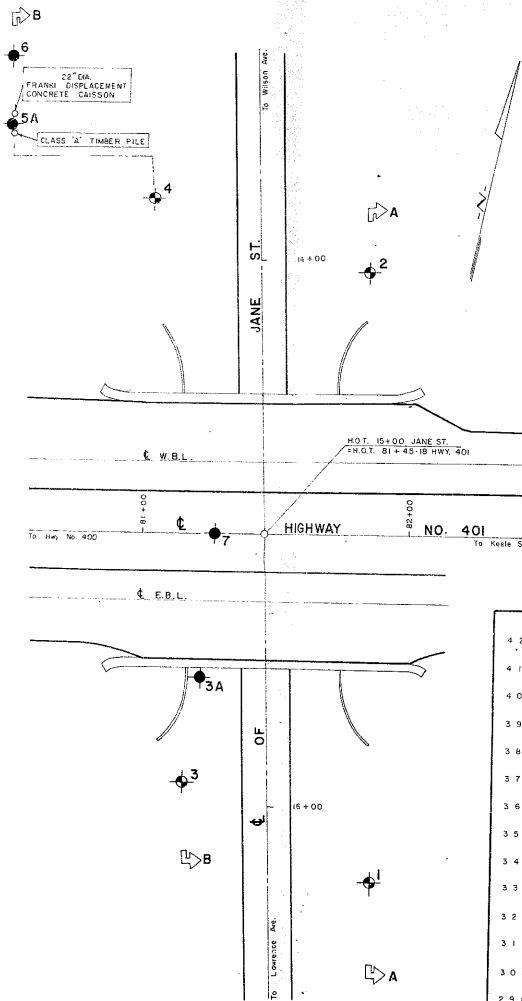 B
6
22" DIA.
FRANKI DISPLACEMENT
CONCRETE CAISSON
5A
CLASS 'A' TIMBER PILE
4
To Wilson Ave.
A
14+00
2
JANE ST.
H.O.T. 15+00 JANE ST.
=H.O.T. 81+45·18 HWY. 401
℄ W.B.L.
81+00
℄
HIGHWAY
82+00
NO. 401
To Hwy. No. 400
7
To Keele S
℄ E.B.L.
3A
℄ OF
3
16+00
B
1
To Lawrence Ave.
A
N
42
41
40
39
38
37
36
35
34
33
32
31
30
29